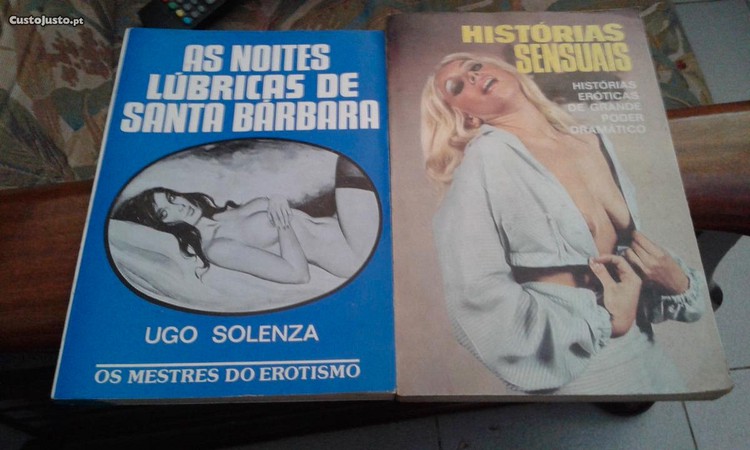 CustoJusto.pt
AS NOITES
LÚBRICAS DE
SANTA BÁRBARA
UGO SOLENZA
OS MESTRES DO EROTISMO
HISTÓRIAS
SENSUAIS
HISTÓRIAS
ERÓTICAS
DE GRANDE
PODER
DRAMÁTICO